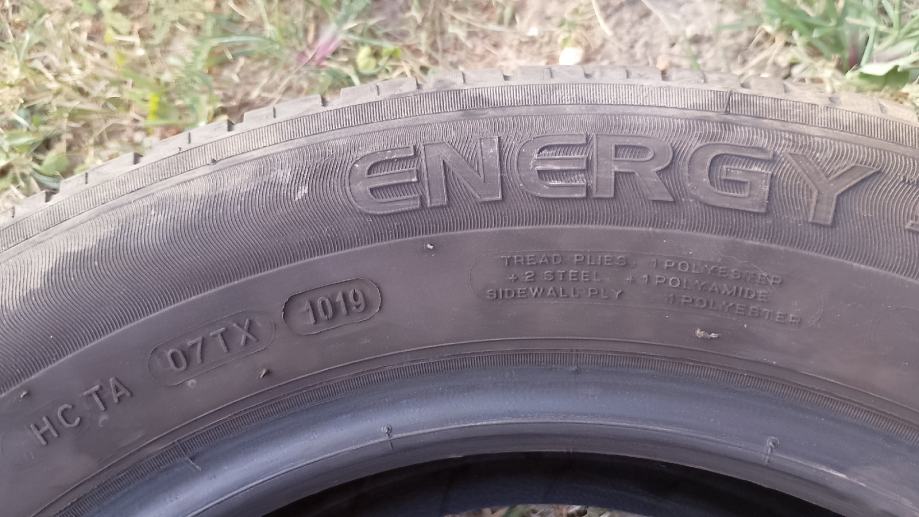 ENERGY
TREAD PLIES, 1 POLYESTER
+2 STEEL +1 POLYAMIDE
SIDEWALL PLY 1 POLYESTER
HC TA 07TX 1019